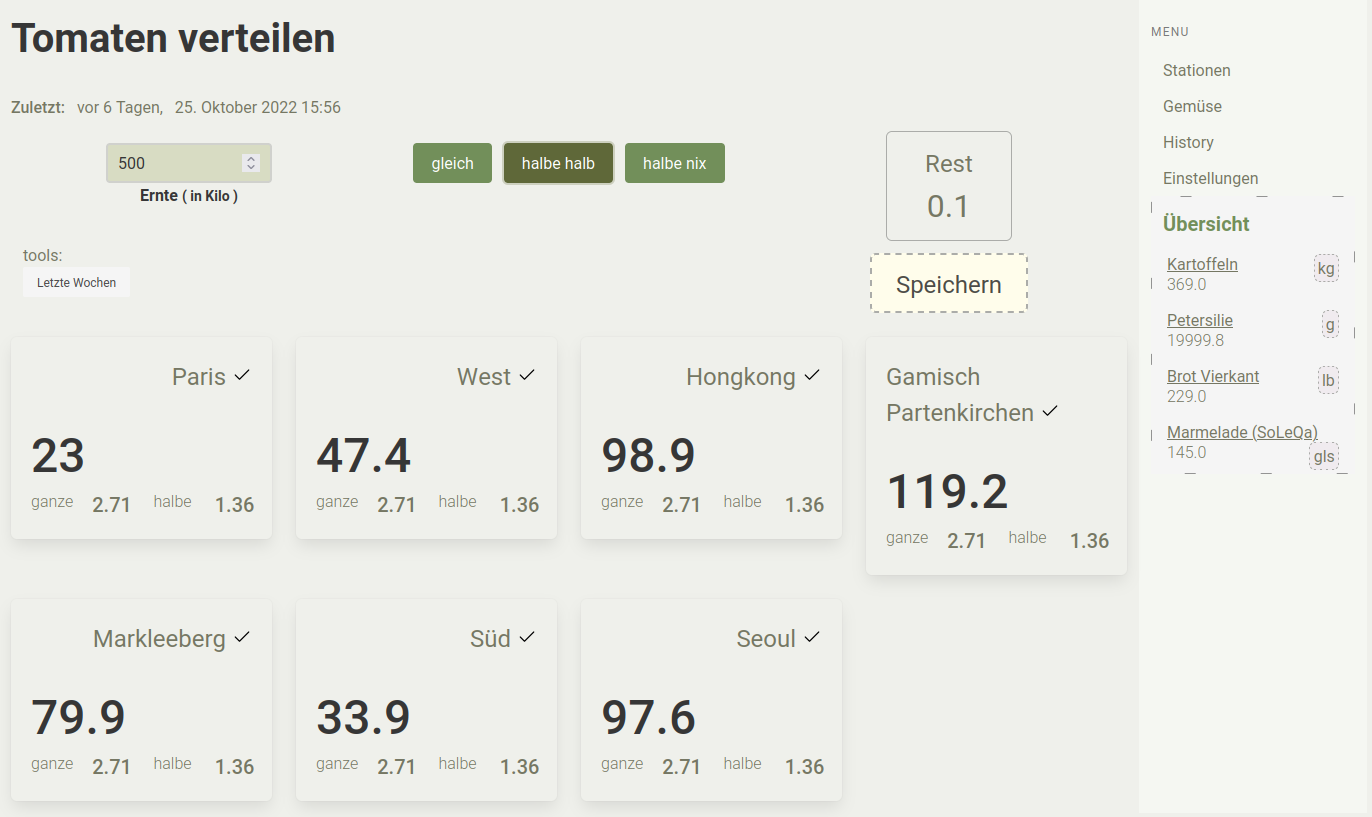 Tomaten verteilen
Zuletzt: vor 6 Tagen, 25. Oktober 2022 15:56
500
Ernte ( in Kilo )
gleich
halbe halb
halbe nix
Rest
0.1
tools:
Letzte Wochen
Speichern
Paris
23
ganze 2.71 halbe 1.36
West
47.4
ganze 2.71 halbe 1.36
Hongkong
98.9
ganze 2.71 halbe 1.36
Gamisch
Partenkirchen
119.2
ganze 2.71 halbe 1.36
Markleeberg
79.9
ganze 2.71 halbe 1.36
Süd
33.9
ganze 2.71 halbe 1.36
Seoul
97.6
ganze 2.71 halbe 1.36
MENU
Stationen
Gemüse
History
Einstellungen
Übersicht
Kartoffeln kg
369.0
Petersilie g
19999.8
Brot Vierkant lb
229.0
Marmelade (SoLeQa)
145.0 gls